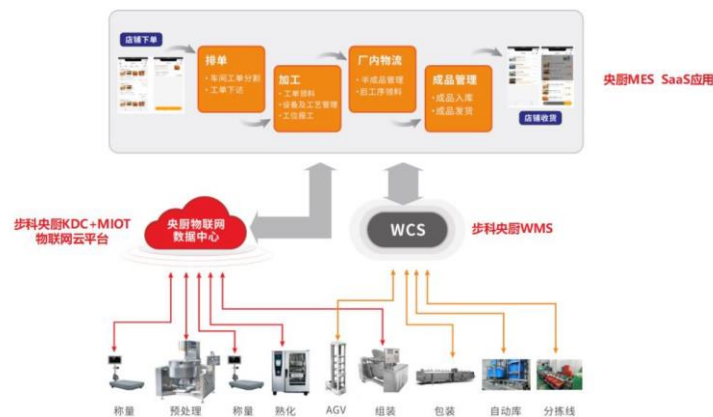 店铺下单
排单
• 车间工单分割
• 工单下达
加工
• 工单领料
• 设备及工艺管理
• 工位报工
厂内物流
• 半成品管理
• 后工序领料
成品管理
• 成品入库
• 成品发货
店铺收货
央厨MES SaaS应用
步科央厨KDC+MIOT
物联网云平台
央厨物联网
数据中心
WCS
步科央厨WMS
称量
预处理
称量
熟化
AGV
组装
包装
自动库
分拣线